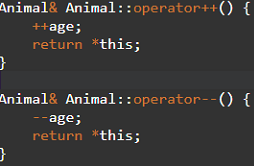 Animal& Animal::operator++() {
    ++age;
    return *this;
}

Animal& Animal::operator--() {
    --age;
    return *this;
}